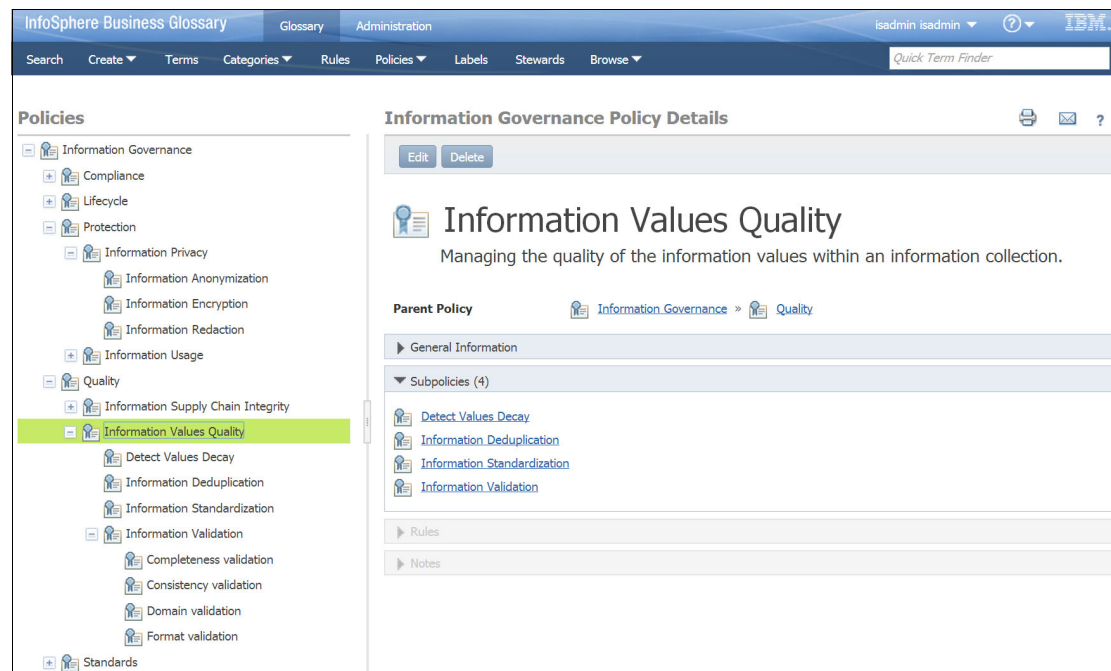 InfoSphere Business Glossary Glossary Administration isadmin isadmin IBM.
Search Create Terms Categories Rules Policies Labels Stewards Browse Quick Term Finder
Policies
Information Governance
Compliance
Lifecycle
Protection
Information Privacy
Information Anonymization
Information Encryption
Information Redaction
Information Usage
Quality
Information Supply Chain Integrity
Information Values Quality
Detect Values Decay
Information Deduplication
Information Standardization
Information Validation
Completeness validation
Consistency validation
Domain validation
Format validation
Standards
Information Governance Policy Details ?
Edit Delete
Information Values Quality
Managing the quality of the information values within an information collection.
Parent Policy Information Governance » Quality
General Information
Subpolicies (4)
Detect Values Decay
Information Deduplication
Information Standardization
Information Validation
Rules
Notes